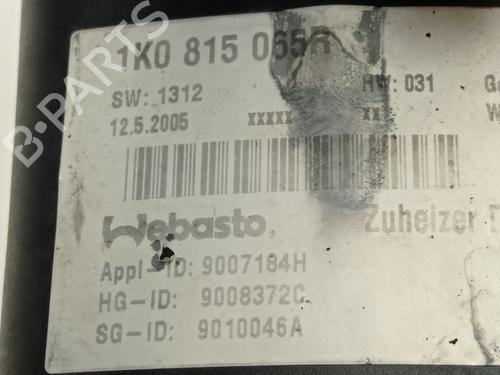 1K0 815 065R
SW: 1312 HW: 031
12.5.2005 xxxxx xx
Webasto Zuheizer
Appl-ID: 9007184H
HG-ID: 9008372C
SG-ID: 9010046A
B-PARTS